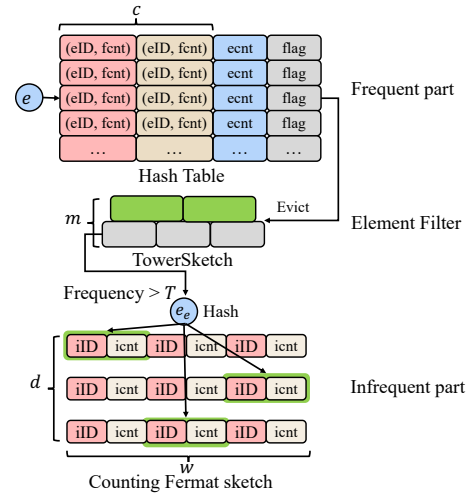 c
(eID, fcnt) (eID, fcnt) ecnt flag
(eID, fcnt) (eID, fcnt) ecnt flag
e (eID, fcnt) (eID, fcnt) ecnt flag Frequent part
(eID, fcnt) (eID, fcnt) ecnt flag
... ... ... ...
Hash Table
m Evict
Element Filter
TowerSketch
Frequency > T
e_e Hash
iID icnt iID icnt iID icnt
d iID icnt iID icnt iID icnt Infrequent part
iID icnt iID icnt iID icnt
w
Counting Fermat sketch